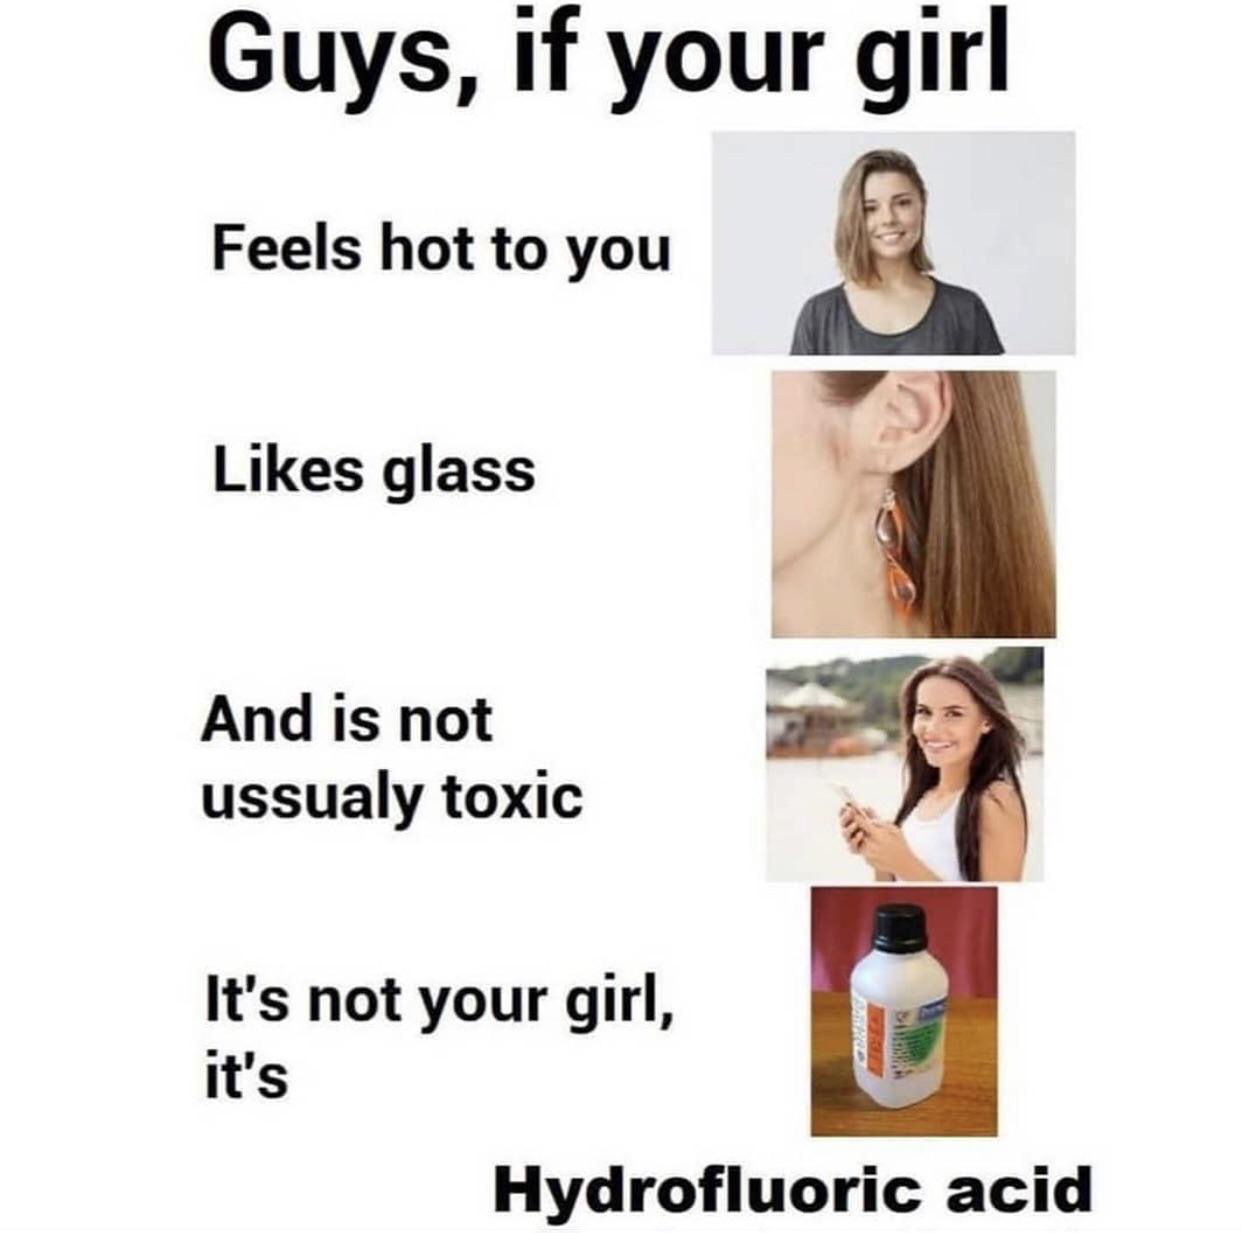 Guys, if your girl
Feels hot to you
Likes glass
And is not
ussualy toxic
It's not your girl,
it's
Hydrofluoric acid